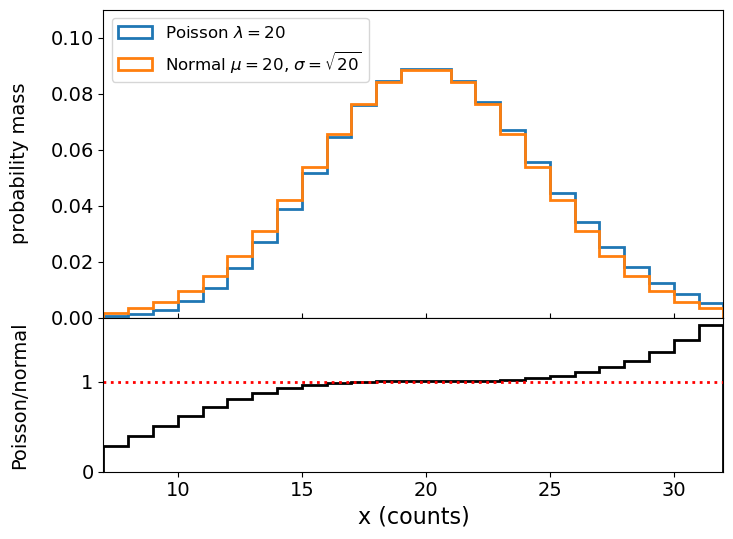 Poisson λ = 20
Normal μ = 20, σ = √20
probability mass
0.10
0.08
0.06
0.04
0.02
0.00
Poisson/normal
1
0
10 15 20 25 30
x (counts)